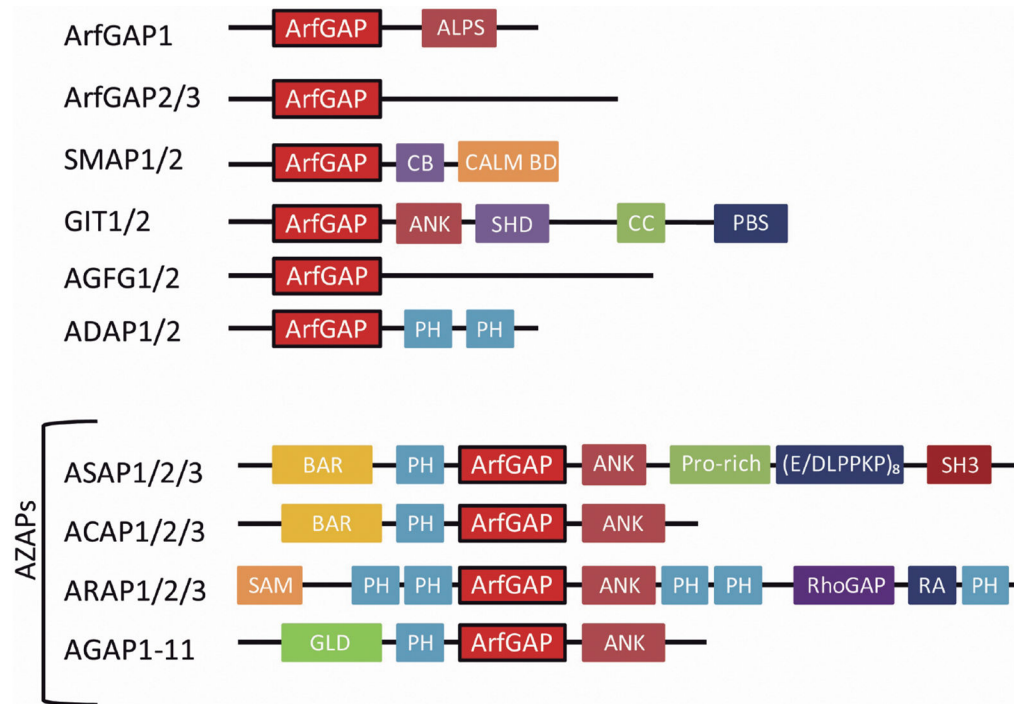 ArfGAP1 ArfGAP ALPS
ArfGAP2/3 ArfGAP
SMAP1/2 ArfGAP CB CALM BD
GIT1/2 ArfGAP ANK SHD CC PBS
AGFG1/2 ArfGAP
ADAP1/2 ArfGAP PH PH
AZAPs
ASAP1/2/3 BAR PH ArfGAP ANK Pro-rich (E/DLPPKP)₈ SH3
ACAP1/2/3 BAR PH ArfGAP ANK
ARAP1/2/3 SAM PH PH ArfGAP ANK PH PH RhoGAP RA PH
AGAP1-11 GLD PH ArfGAP ANK